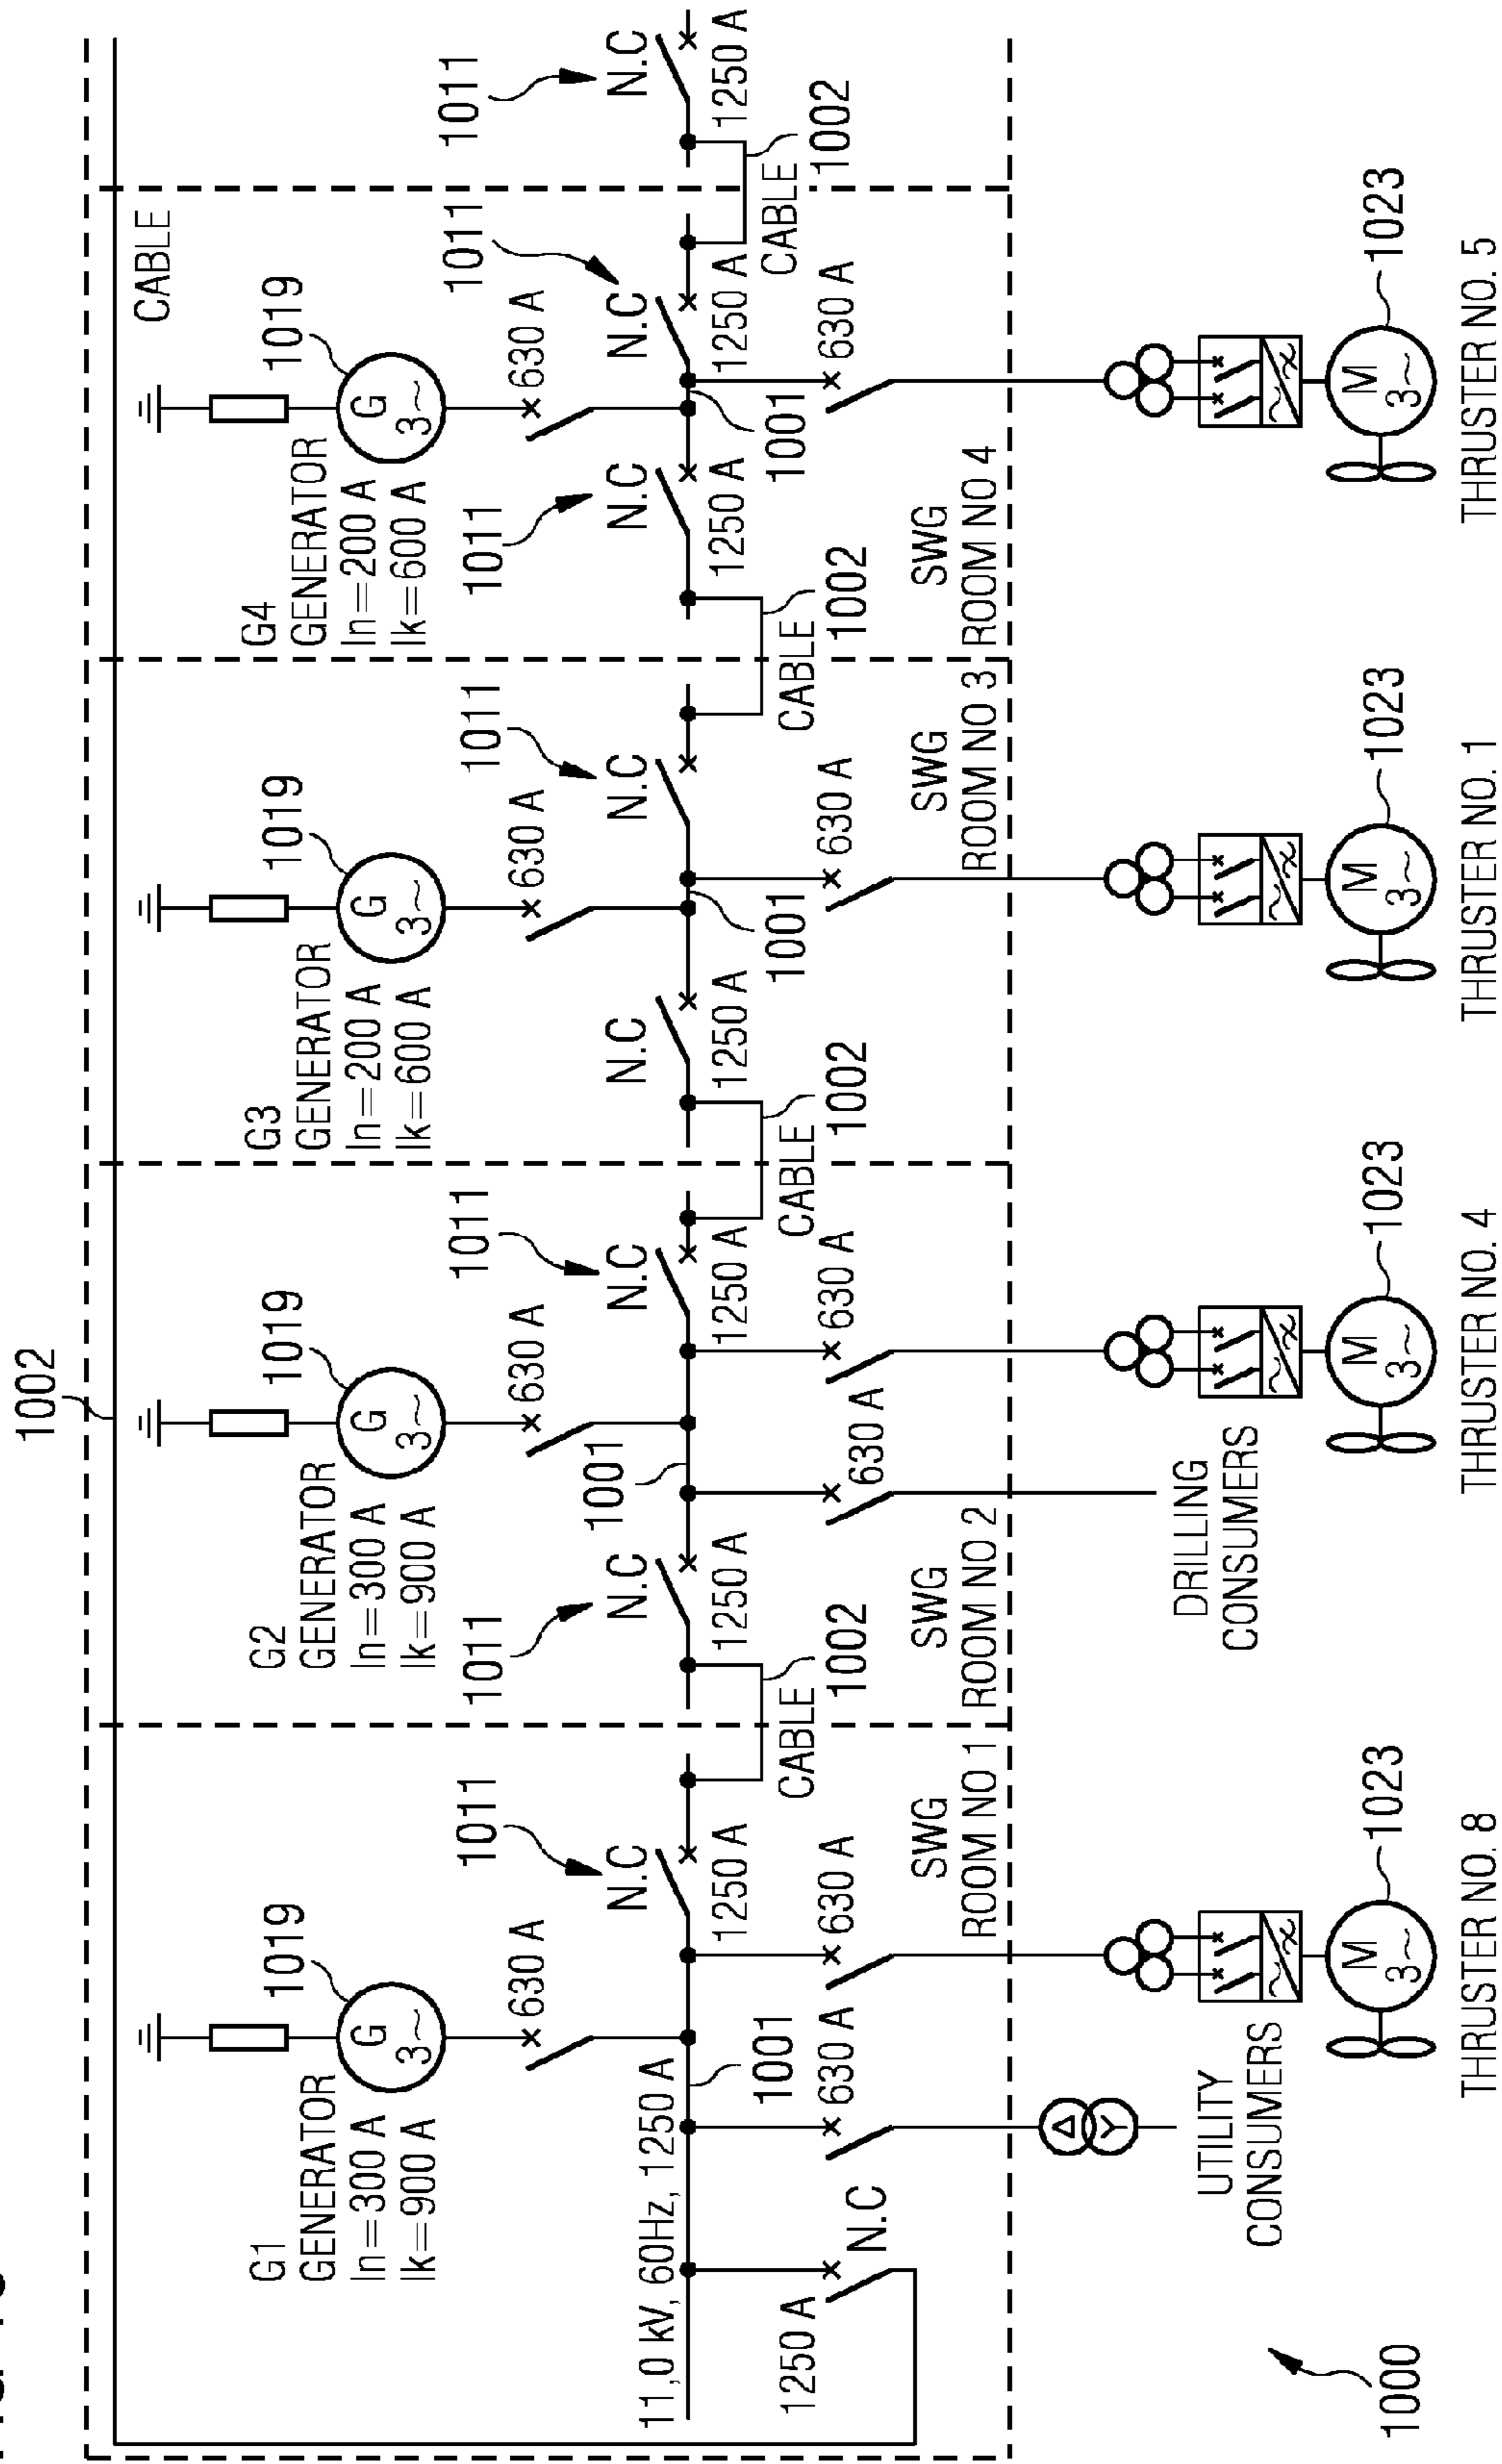 1002
CABLE
G1
GENERATOR
In=300 A
Ik=900 A
1019
G
3~
630 A
G2
GENERATOR
In=300 A
Ik=900 A
1019
G
3~
630 A
G3
GENERATOR
In=200 A
Ik=600 A
1019
G
3~
630 A
G4
GENERATOR
In=200 A
Ik=600 A
1019
G
3~
630 A
1011
1011
1011
1011
1011
1011
1011
N.C
N.C
N.C
N.C
N.C
N.C
N.C
N.C
11,0 kV, 60Hz, 1250 A
1250 A
1250 A
1250 A
1250 A
1250 A
1250 A
1250 A
1001
1001
1001
1001
1250 A
N.C
630 A
630 A
CABLE
1002
630 A
630 A
CABLE
1002
630 A
CABLE
1002
630 A
CABLE
1002
SWG
ROOM NO 1
SWG
ROOM NO 2
SWG
ROOM NO 3
SWG
ROOM NO 4
UTILITY
CONSUMERS
DRILLING
CONSUMERS
1000
M
3~
1023
M
3~
1023
M
3~
1023
M
3~
1023
THRUSTER NO. 8
THRUSTER NO. 4
THRUSTER NO. 1
THRUSTER NO. 5